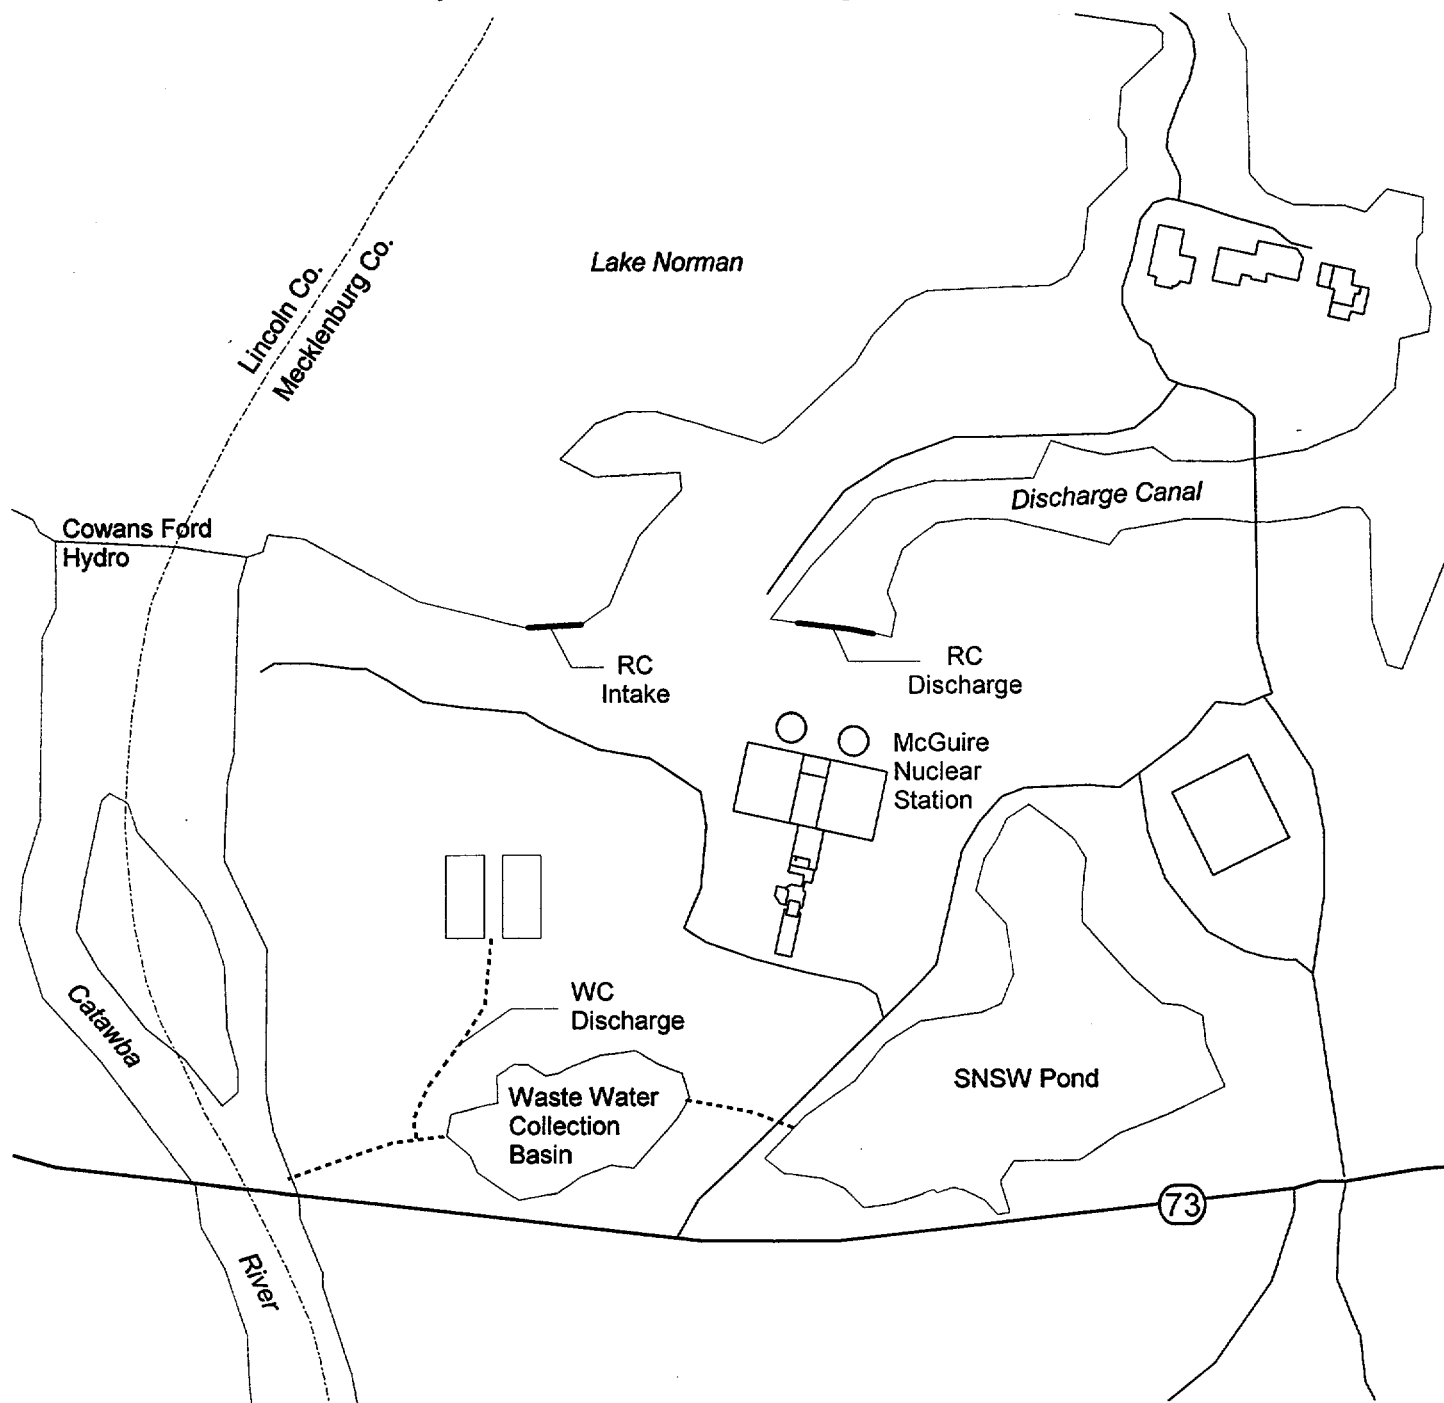 Lake Norman
Lincoln Co.
Mecklenburg Co.
Discharge Canal
Cowans Ford
Hydro
RC
Intake
RC
Discharge
McGuire
Nuclear
Station
WC
Discharge
Catawba
SNSW Pond
Waste Water
Collection
Basin
73
River